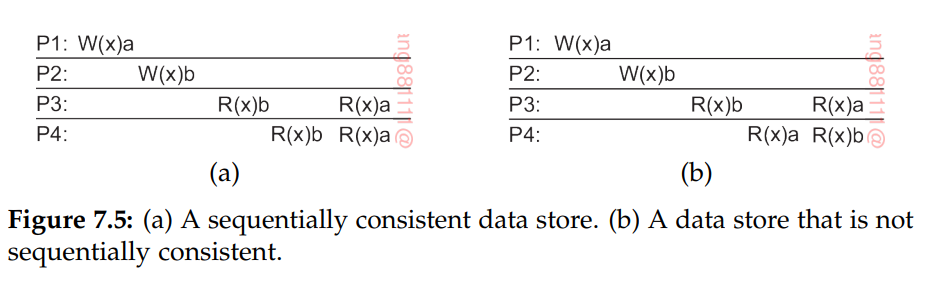 P1: W(x)a
P2: W(x)b
P3: R(x)b R(x)a
P4: R(x)b R(x)a
(a)
P1: W(x)a
P2: W(x)b
P3: R(x)b R(x)a
P4: R(x)a R(x)b
(b)
Figure 7.5: (a) A sequentially consistent data store. (b) A data store that is not
sequentially consistent.